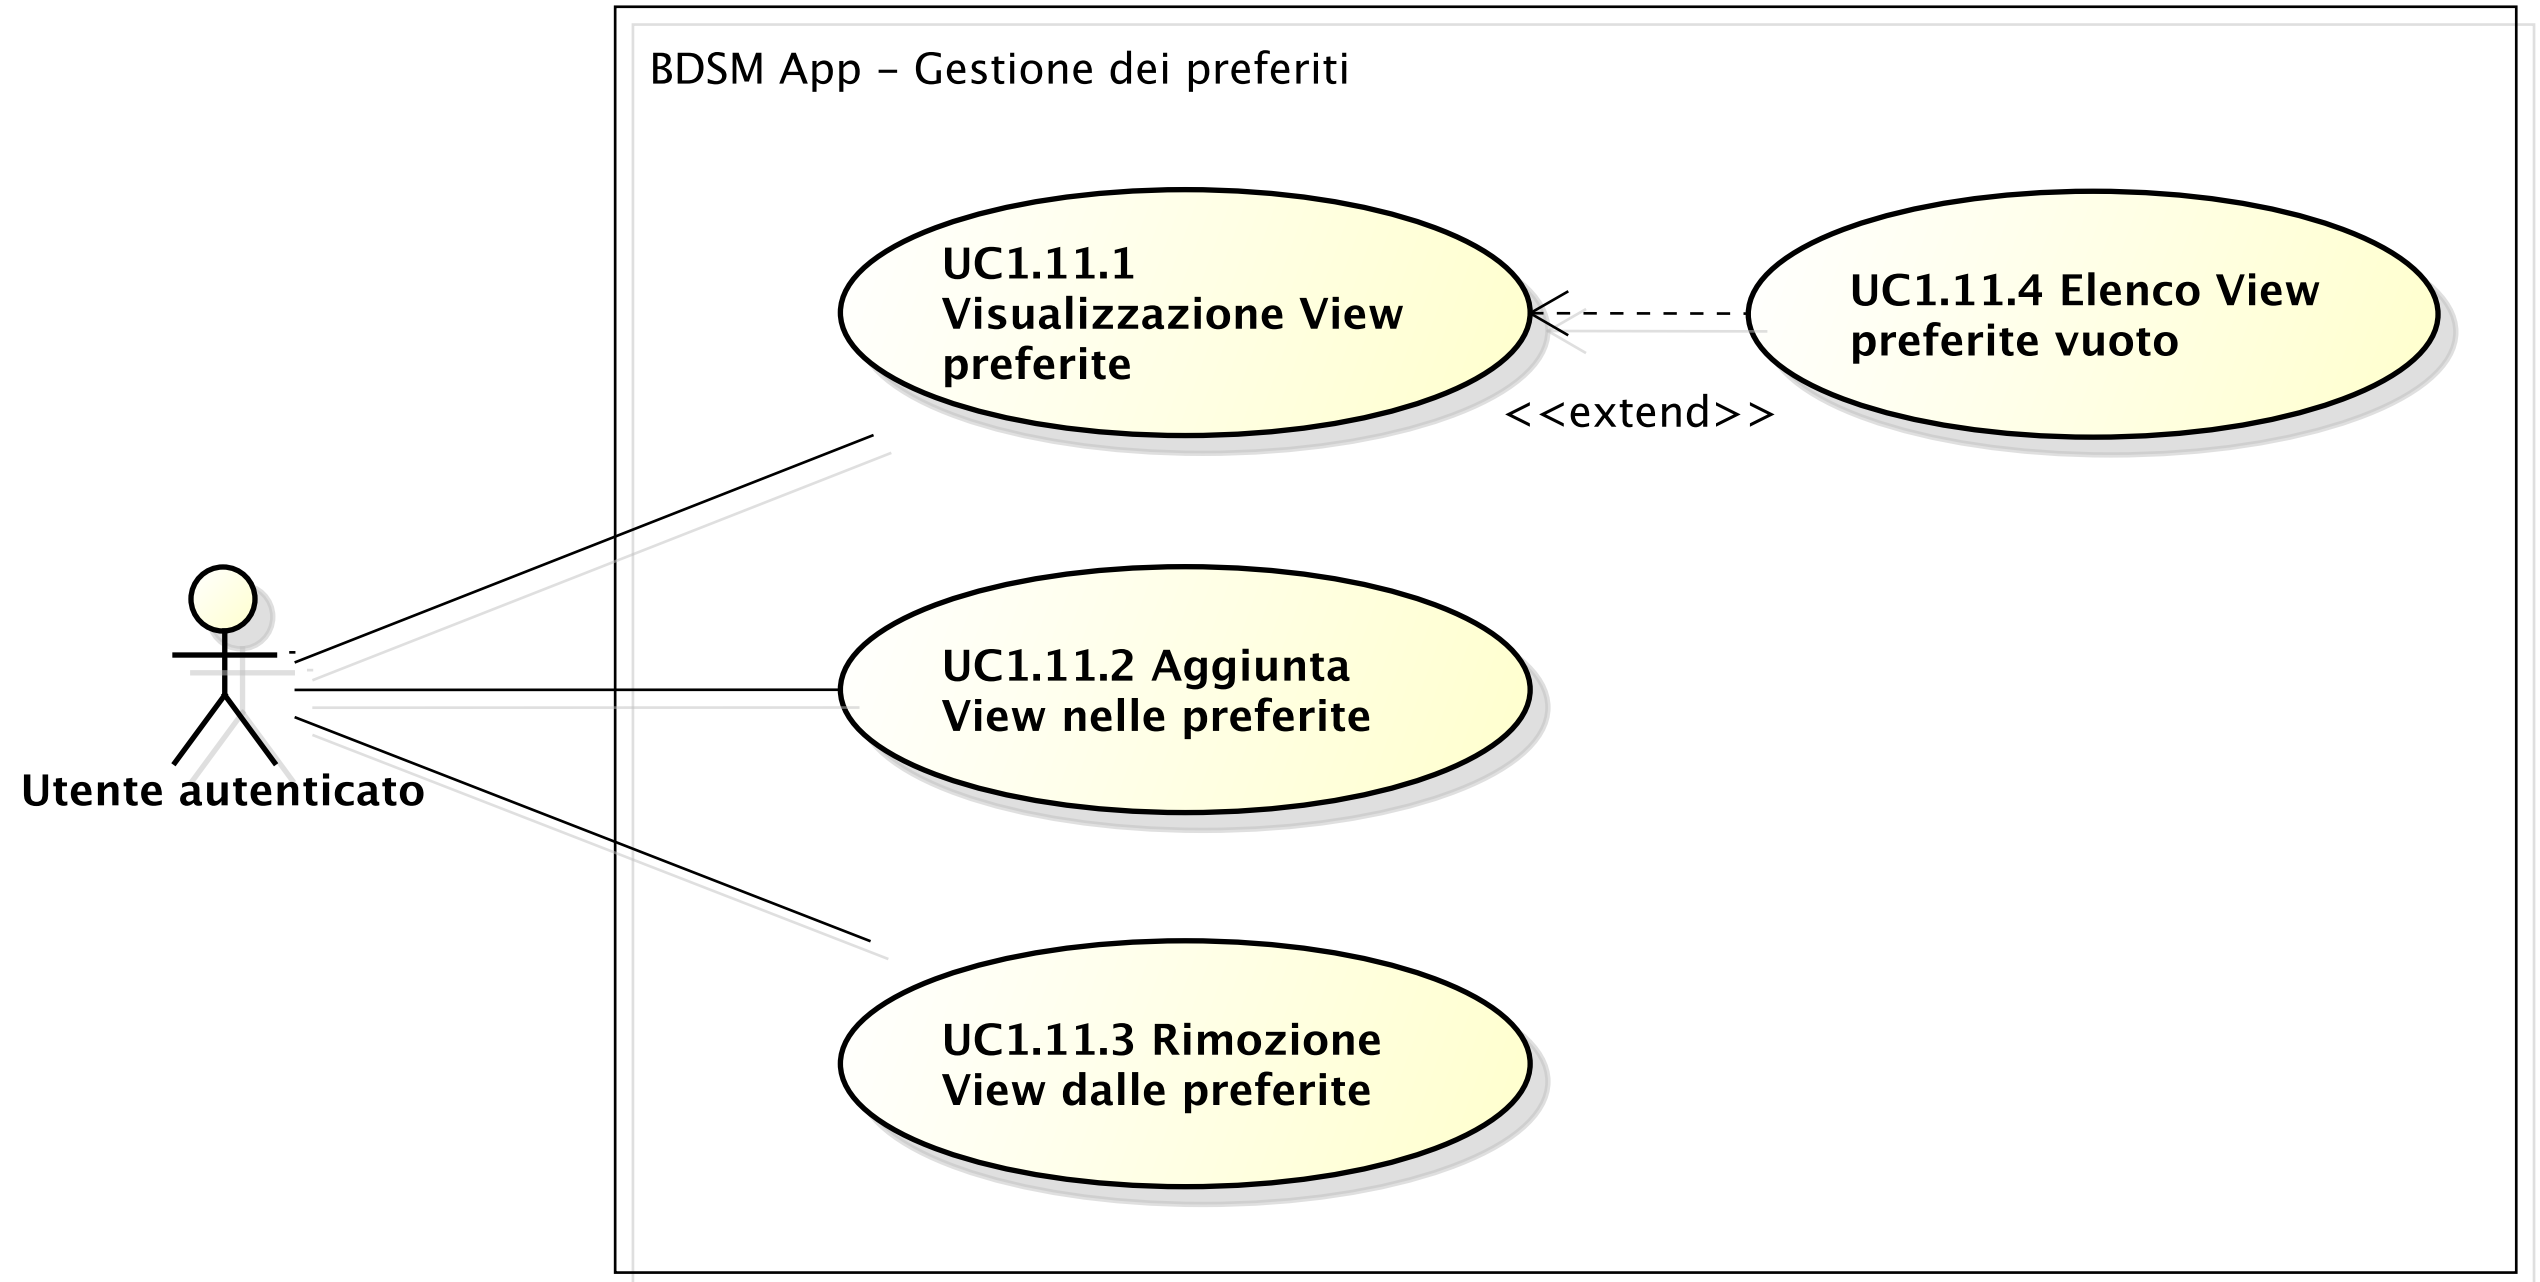 BDSM App – Gestione dei preferiti
UC1.11.1
Visualizzazione View
preferite
UC1.11.4 Elenco View
preferite vuoto
<<extend>>
UC1.11.2 Aggiunta
View nelle preferite
Utente autenticato
UC1.11.3 Rimozione
View dalle preferite